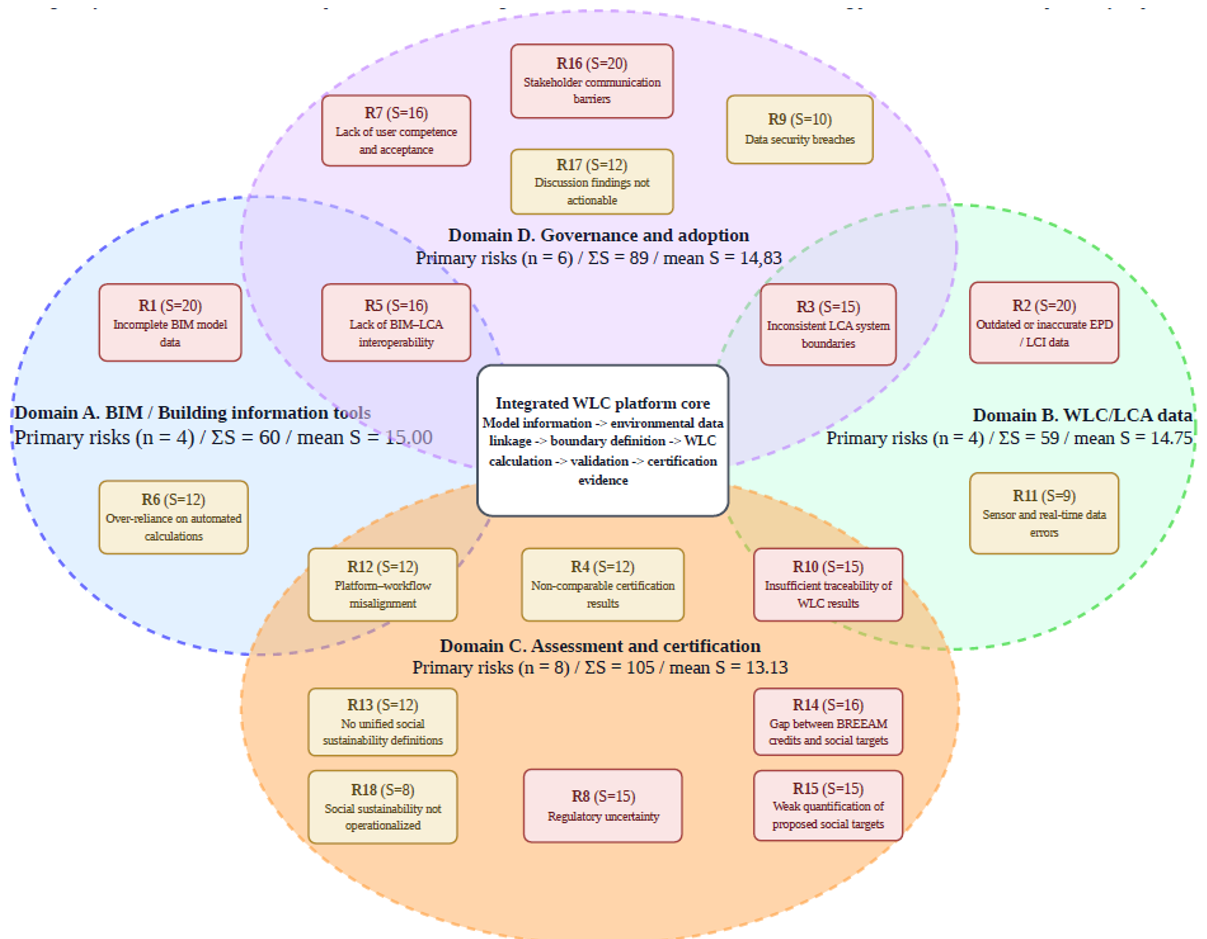 R16 (S=20)
Stakeholder communication
barriers
R7 (S=16)
Lack of user competence
and acceptance
R9 (S=10)
Data security breaches
R17 (S=12)
Discussion findings not
actionable
Domain D. Governance and adoption
Primary risks (n = 6) / ΣS = 89 / mean S = 14,83
R1 (S=20)
Incomplete BIM model
data
R5 (S=16)
Lack of BIM–LCA
interoperability
R3 (S=15)
Inconsistent LCA system
boundaries
R2 (S=20)
Outdated or inaccurate EPD
/ LCI data
Domain A. BIM / Building information tools
Primary risks (n = 4) / ΣS = 60 / mean S = 15.00
Integrated WLC platform core
Model information -> environmental data
linkage -> boundary definition -> WLC
calculation -> validation -> certification
evidence
Domain B. WLC/LCA data
Primary risks (n = 4) / ΣS = 59 / mean S = 14.75
R6 (S=12)
Over-reliance on automated
calculations
R11 (S=9)
Sensor and real-time data
errors
R12 (S=12)
Platform–workflow
misalignment
R4 (S=12)
Non-comparable certification
results
R10 (S=15)
Insufficient traceability of
WLC results
Domain C. Assessment and certification
Primary risks (n = 8) / ΣS = 105 / mean S = 13.13
R13 (S=12)
No unified social
sustainability definitions
R14 (S=16)
Gap between BREEAM
credits and social targets
R18 (S=8)
Social sustainability not
operationalized
R8 (S=15)
Regulatory uncertainty
R15 (S=15)
Weak quantification of
proposed social targets